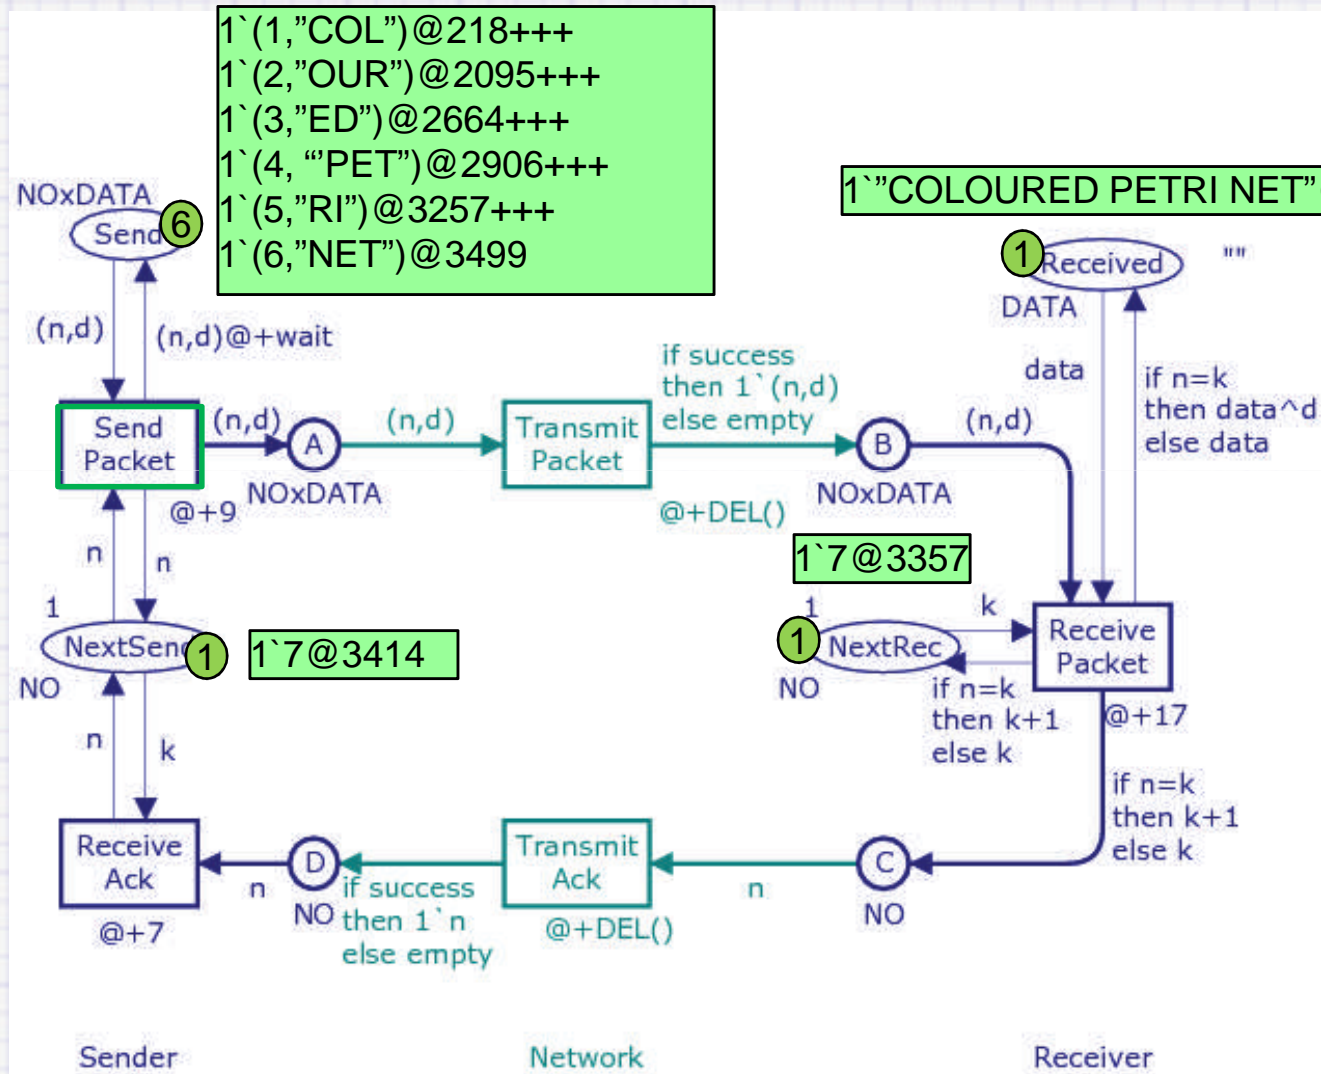 1`(1,”COL”)@218+++
1`(2,”OUR”)@2095+++
1`(3,”ED”)@2664+++
1`(4, “’PET”)@2906+++
1`(5,”RI”)@3257+++
1`(6,”NET”)@3499
1`”COLOURED PETRI NET”
NOxDATA
Send
6
1
Received
""
DATA
(n,d)
(n,d)@+wait
if success
then 1`(n,d)
else empty
data
if n=k
then data^d
else data
Send
Packet
(n,d)
A
(n,d)
Transmit
Packet
B
(n,d)
NOxDATA
NOxDATA
@+9
@+DEL()
n
n
1`7@3357
1
NextSend
1
1`7@3414
NO
1
1
NextRec
NO
k
Receive
Packet
if n=k
then k+1
else k
@+17
n
k
if n=k
then k+1
else k
Receive
Ack
n
D
Transmit
Ack
n
C
@+7
NO
if success
then 1`n
else empty
@+DEL()
NO
Sender
Network
Receiver